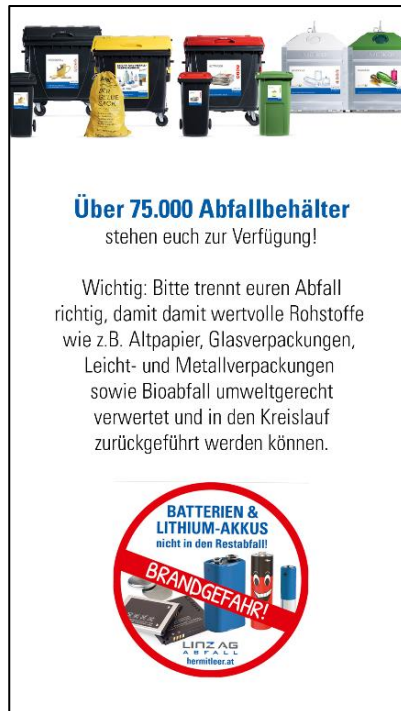 Über 75.000 Abfallbehälter
stehen euch zur Verfügung!
Wichtig: Bitte trennt euren Abfall
richtig, damit damit wertvolle Rohstoffe
wie z.B. Altpapier, Glasverpackungen,
Leicht- und Metallverpackungen
sowie Bioabfall umweltgerecht
verwertet und in den Kreislauf
zurückgeführt werden können.
BATTERIEN &
LITHIUM-AKKUS
nicht in den Restabfall!
BRANDGEFAHR!
LINZ AG
ABFALL
hermitleer.at